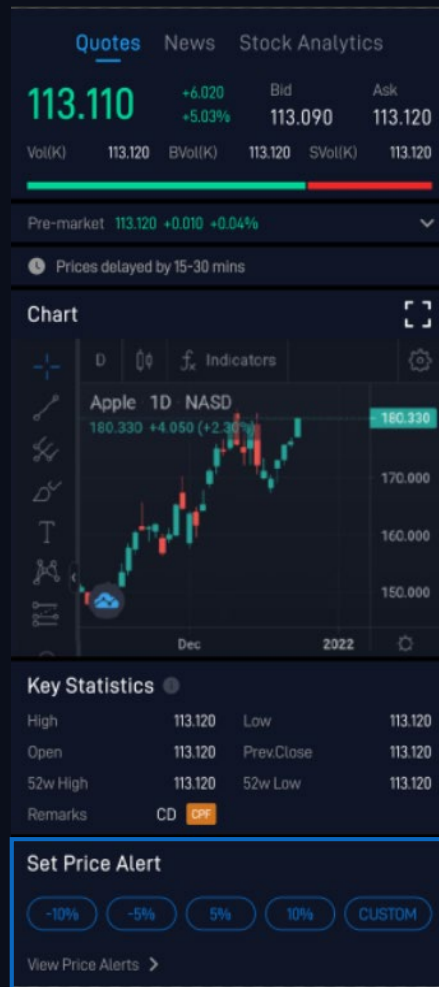 Quotes News Stock Analytics
113.110 +6.020 +5.03% Bid 113.090 Ask 113.120
Vol(K) 113.120 BVol(K) 113.120 SVol(K) 113.120
Pre-market 113.120 +0.010 +0.04%
Prices delayed by 15-30 mins
Chart
D fx Indicators
Apple 1D NASD
180.330 +4.050 (+2.30%)
180.330
170.000
160.000
150.000
Dec 2022
T
Key Statistics
High 113.120 Low 113.120
Open 113.120 Prev.Close 113.120
52w High 113.120 52w Low 113.120
Remarks CD CPF
Set Price Alert
-10% -5% 5% 10% CUSTOM
View Price Alerts >